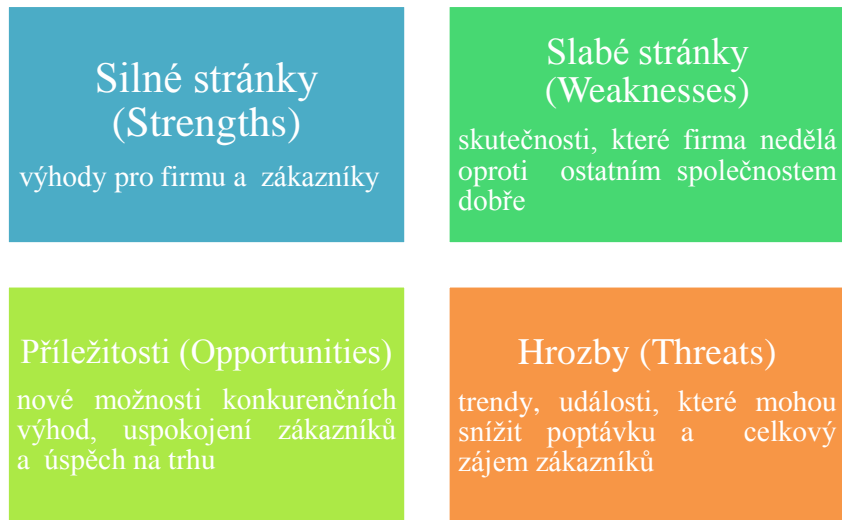 Silné stránky
(Strengths)
výhody pro firmu a zákazníky
Slabé stránky
(Weaknesses)
skutečnosti, které firma nedělá
oproti ostatním společnostem
dobře
Příležitosti (Opportunities)
nové možnosti konkurenčních
výhod, uspokojení zákazníků
a úspěch na trhu
Hrozby (Threats)
trendy, události, které mohou
snížit poptávku a celkový
zájem zákazníků